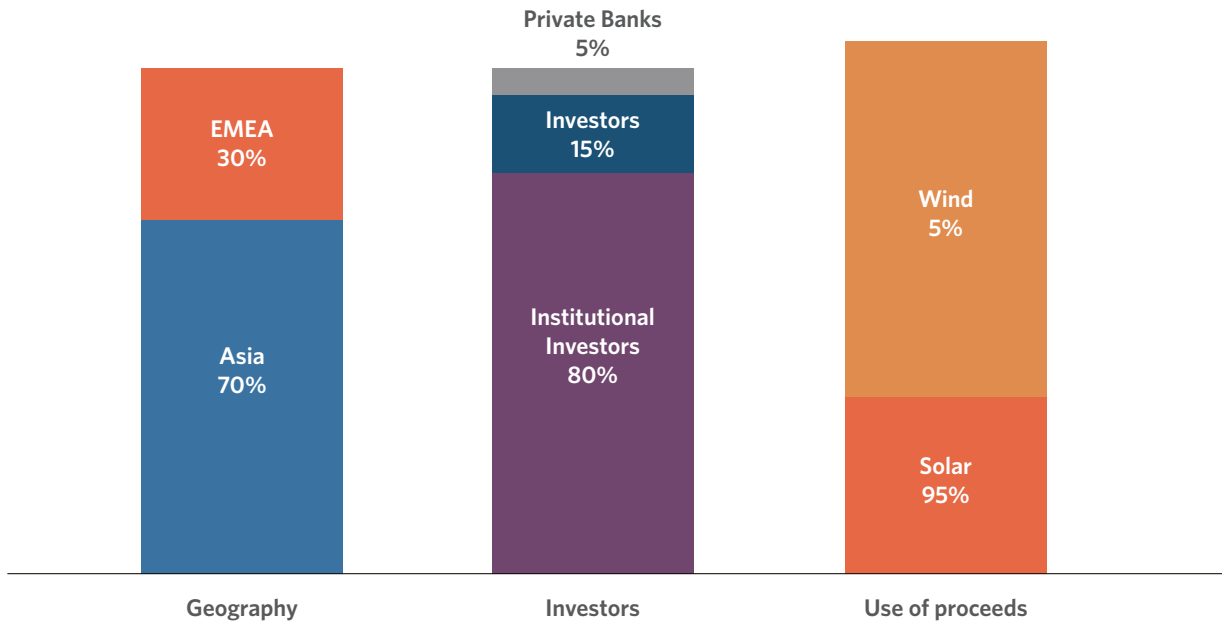 Private Banks
5%
EMEA
30%
Investors
15%
Wind
5%
Institutional
Investors
80%
Asia
70%
Solar
95%
Geography
Investors
Use of proceeds